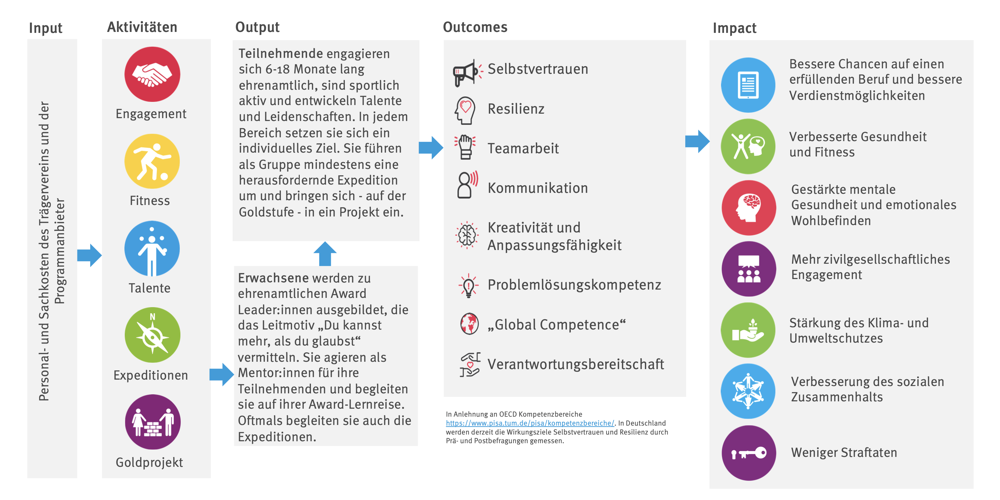 Input
Personal- und Sachkosten des Trägervereins und der
Programmanbieter
Aktivitäten
Engagement
Fitness
Talente
N
Expeditionen
Goldprojekt
Output
Teilnehmende engagieren
sich 6-18 Monate lang
ehrenamtlich, sind sportlich
aktiv und entwickeln Talente
und Leidenschaften. In jedem
Bereich setzen sie sich ein
individuelles Ziel. Sie führen
als Gruppe mindestens eine
herausfordernde Expedition
um und bringen sich - auf der
Goldstufe - in ein Projekt ein.
Erwachsene werden zu
ehrenamtlichen Award
Leader:innen ausgebildet, die
das Leitmotiv „Du kannst
mehr, als du glaubst“
vermitteln. Sie agieren als
Mentor:innen für ihre
Teilnehmenden und begleiten
sie auf ihrer Award-Lernreise.
Oftmals begleiten sie auch die
Expeditionen.
Outcomes
Selbstvertrauen
Resilienz
Teamarbeit
Kommunikation
Kreativität und
Anpassungsfähigkeit
Problemlösungskompetenz
„Global Competence“
Verantwortungsbereitschaft
In Anlehnung an OECD Kompetenzbereiche
https://www.pisa.tum.de/pisa/kompetenzbereiche/. In Deutschland
werden derzeit die Wirkungsziele Selbstvertrauen und Resilienz durch
Prä- und Postbefragungen gemessen.
Impact
Bessere Chancen auf einen
erfüllenden Beruf und bessere
Verdienstmöglichkeiten
Verbesserte Gesundheit
und Fitness
Gestärkte mentale
Gesundheit und emotionales
Wohlbefinden
Mehr zivilgesellschaftliches
Engagement
Stärkung des Klima- und
Umweltschutzes
Verbesserung des sozialen
Zusammenhalts
Weniger Straftaten